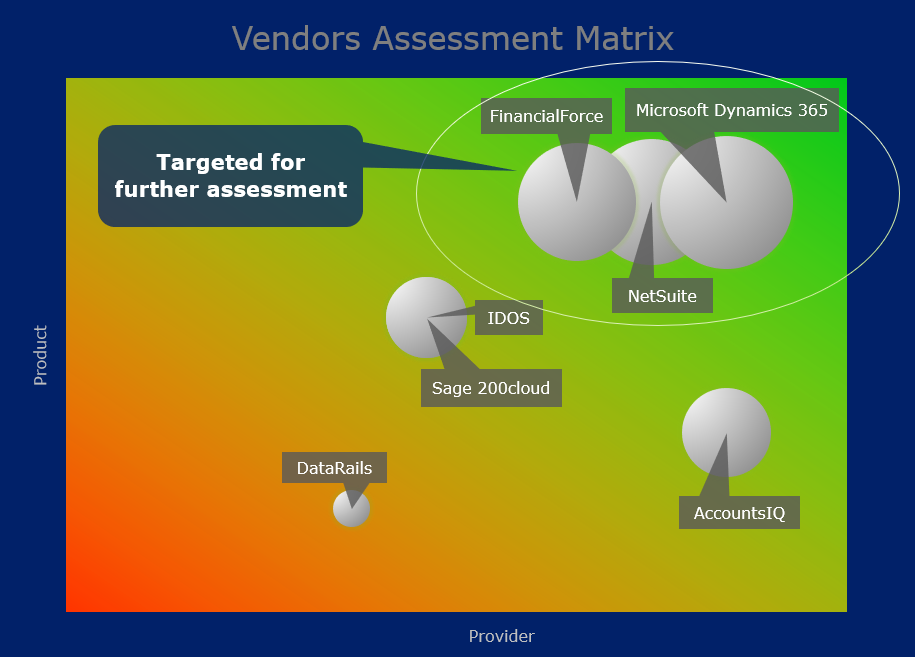 Vendors Assessment Matrix
FinancialForce
Microsoft Dynamics 365
Targeted for
further assessment
NetSuite
IDOS
Product
Sage 200cloud
DataRails
AccountsIQ
Provider